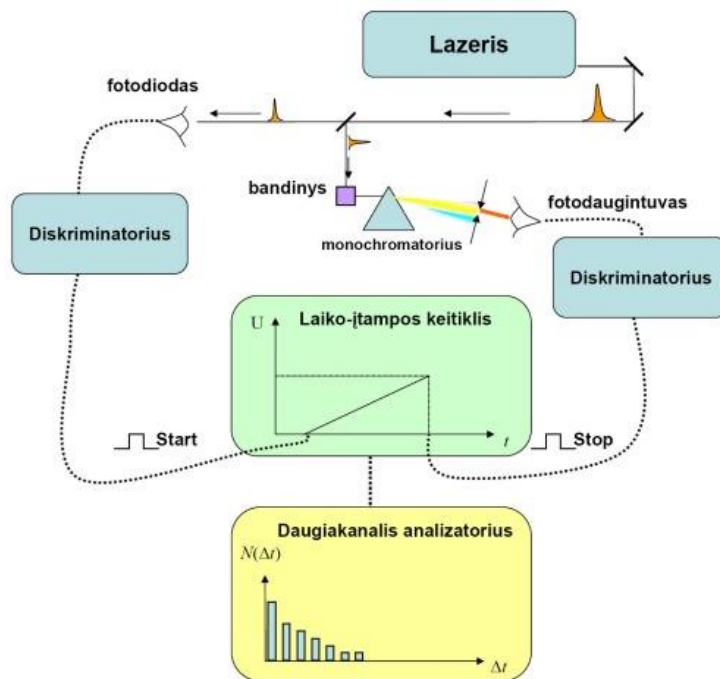 Lazeris
fotodiodas
bandinys
fotodaugintuvas
monochromatorius
Diskriminatorius
Diskriminatorius
Laiko-įtampos keitiklis
U
t
Start
Stop
Daugiakanalis analizatorius
N(Δt)
Δt